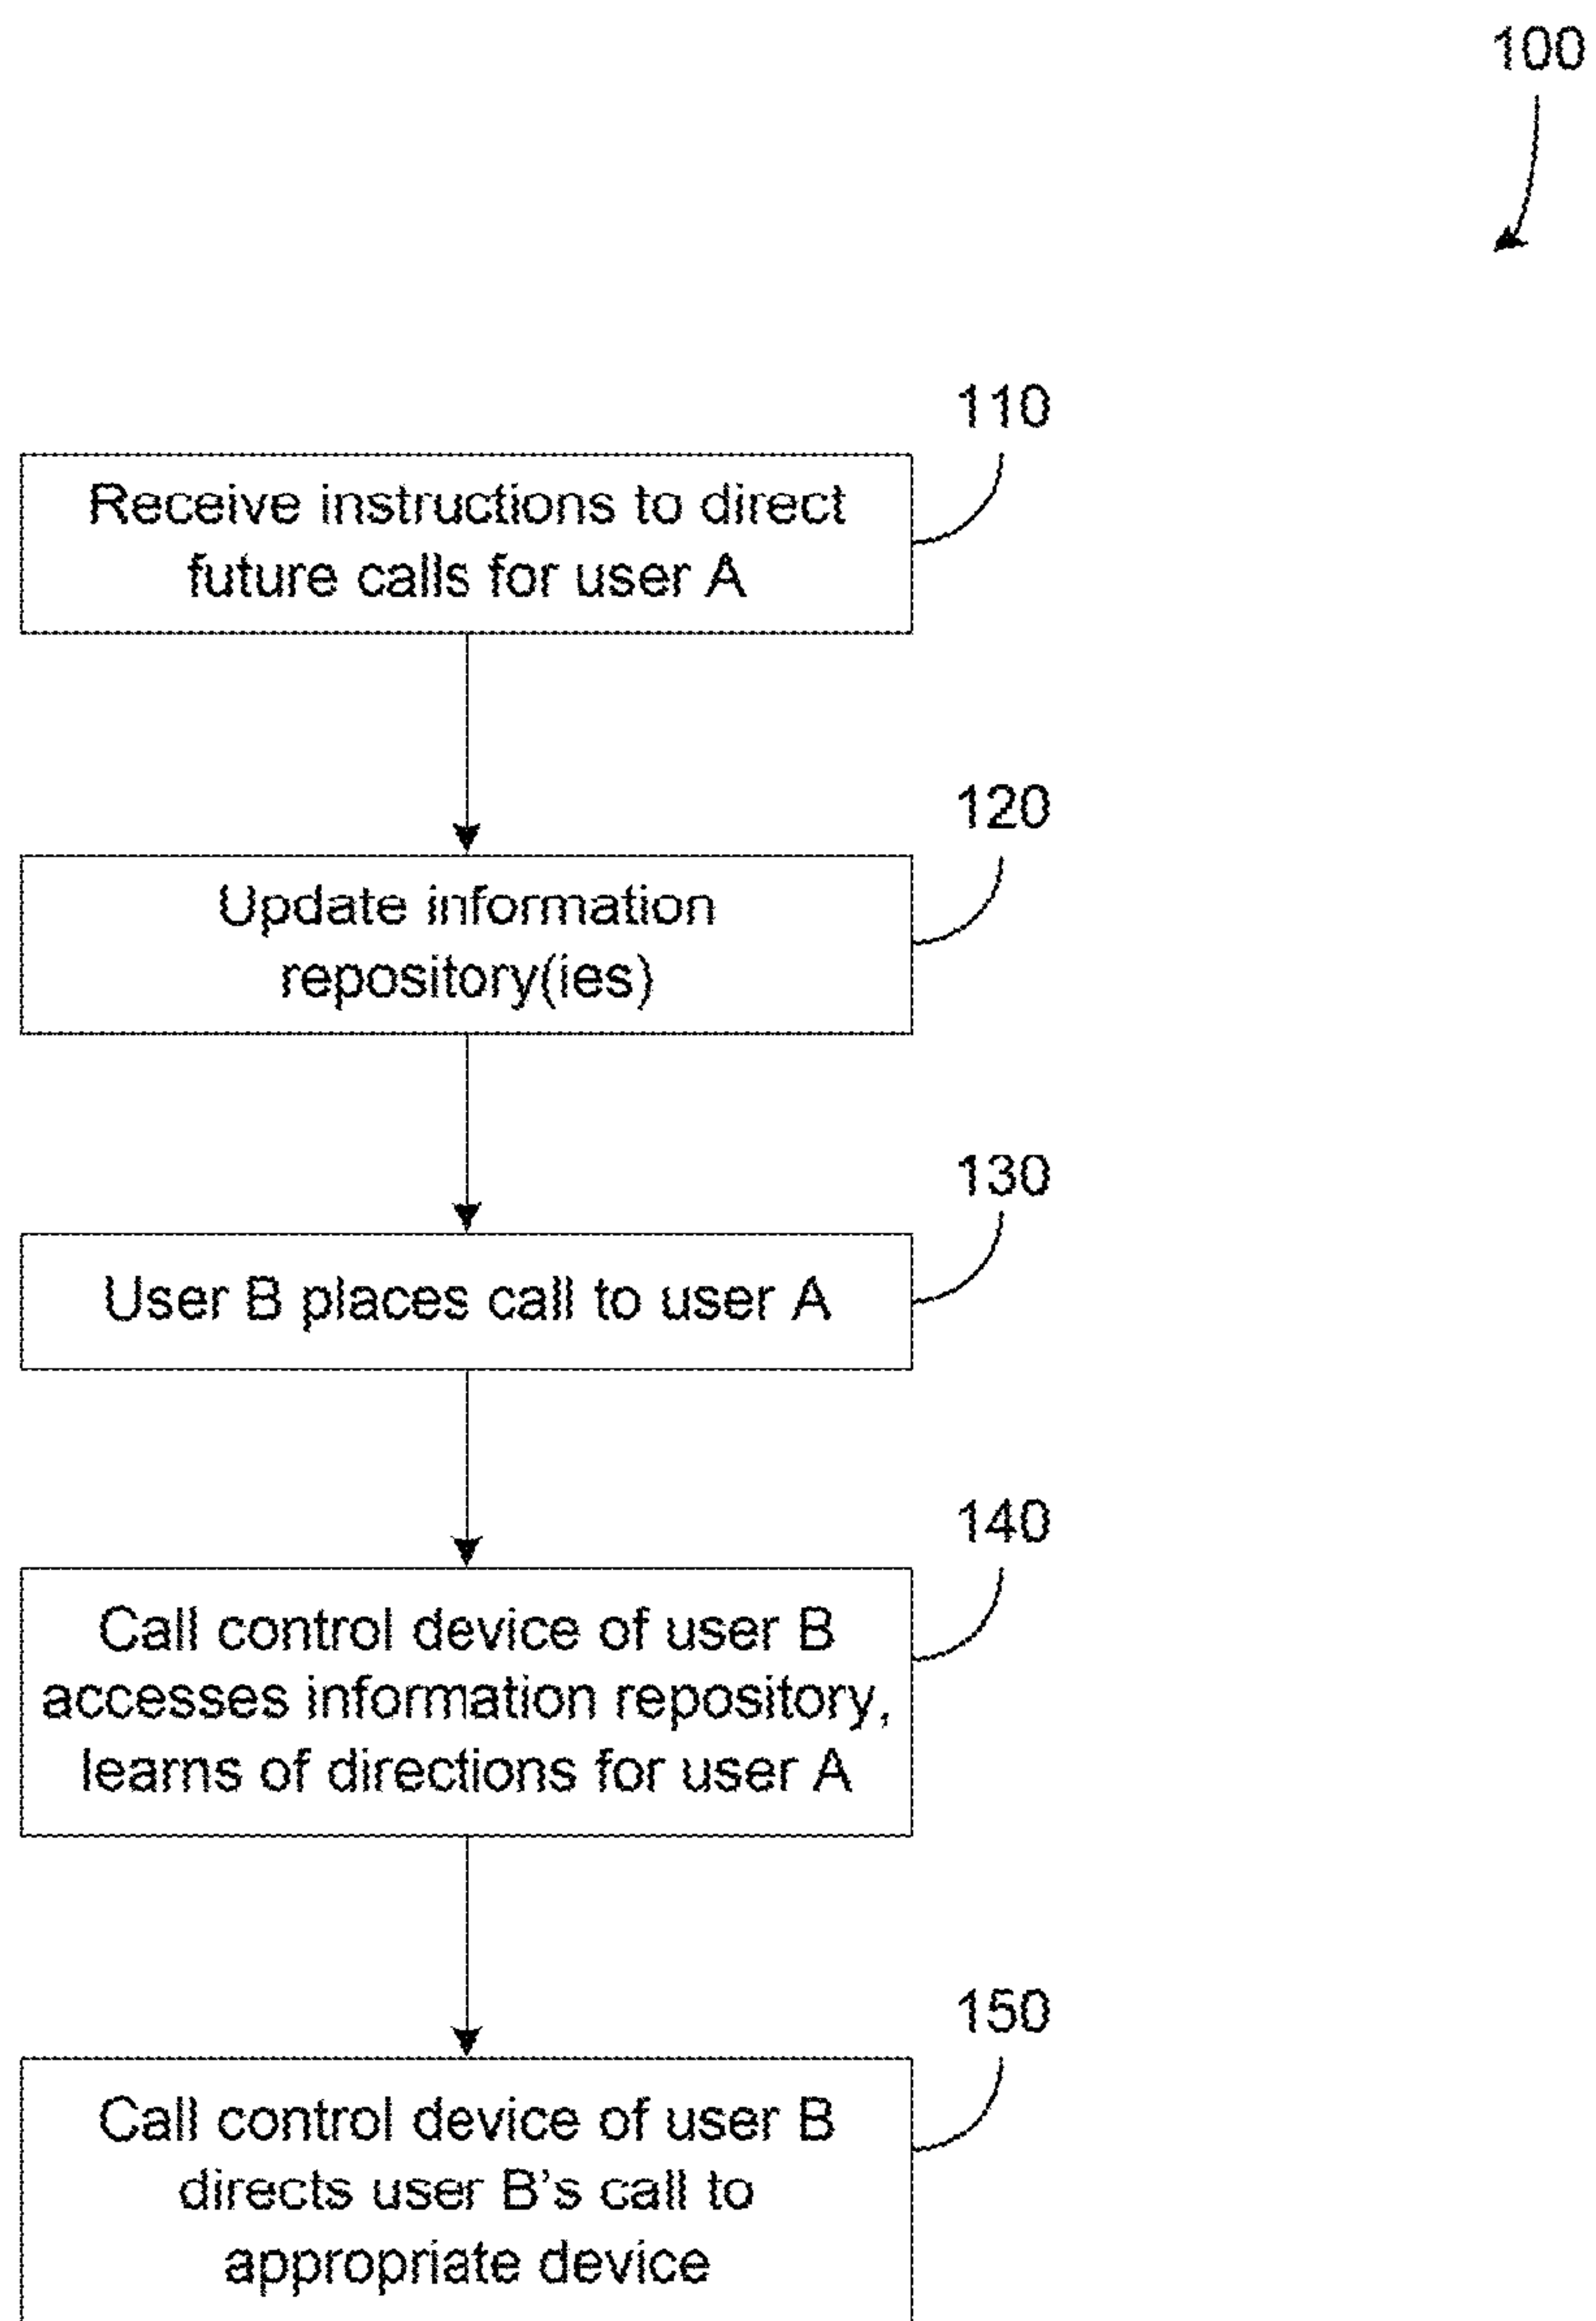 100
110
Receive instructions to direct
future calls for user A
120
Update information
repository(ies)
130
User B places call to user A
140
Call control device of user B
accesses information repository,
learns of directions for user A
150
Call control device of user B
directs user B's call to
appropriate device